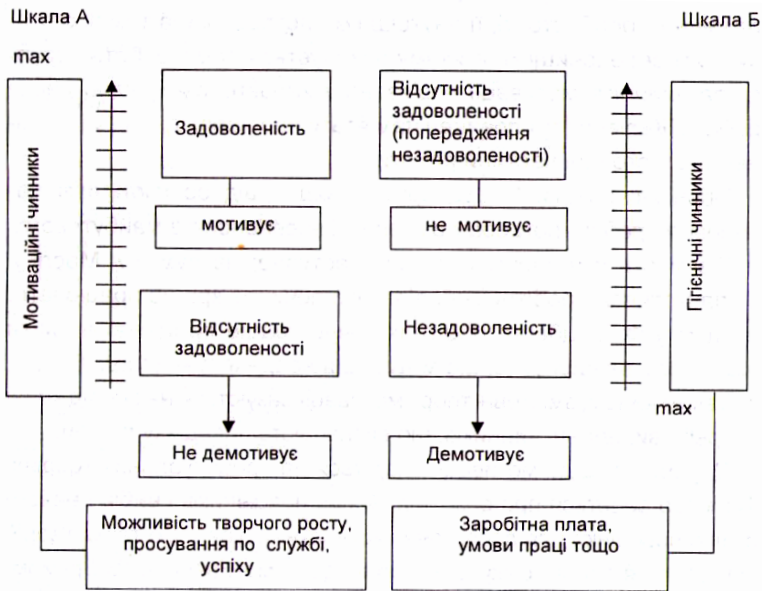 Шкала А
Шкала Б
max
Мотиваційні чинники
Задоволеність
Відсутність
задоволеності
(попередження
незадоволеності)
Гігієнічні чинники
мотивує
не мотивує
Відсутність
задоволеності
Незадоволеність
max
Не демотивує
Демотивує
Можливість творчого росту,
просування по службі,
успіху
Заробітна плата,
умови праці тощо